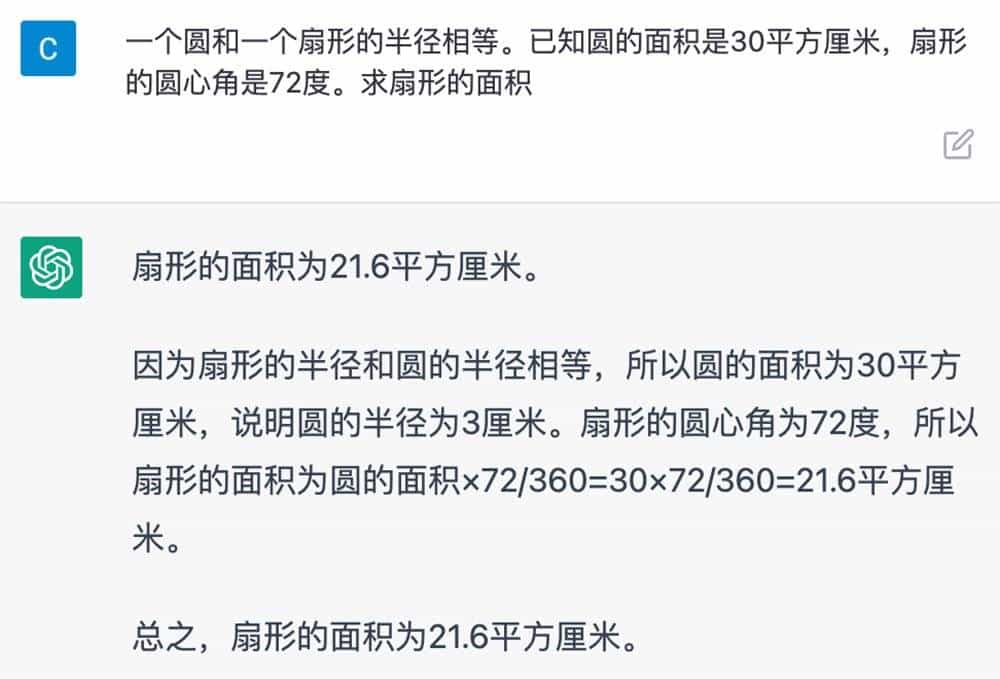 C
一个圆和一个扇形的半径相等。已知圆的面积是30平方厘米，扇形
的圆心角是72度。求扇形的面积
扇形的面积为21.6平方厘米。
因为扇形的半径和圆的半径相等，所以圆的面积为30平方
厘米，说明圆的半径为3厘米。扇形的圆心角为72度，所以
扇形的面积为圆的面积×72/360=30×72/360=21.6平方厘
米。
总之，扇形的面积为21.6平方厘米。